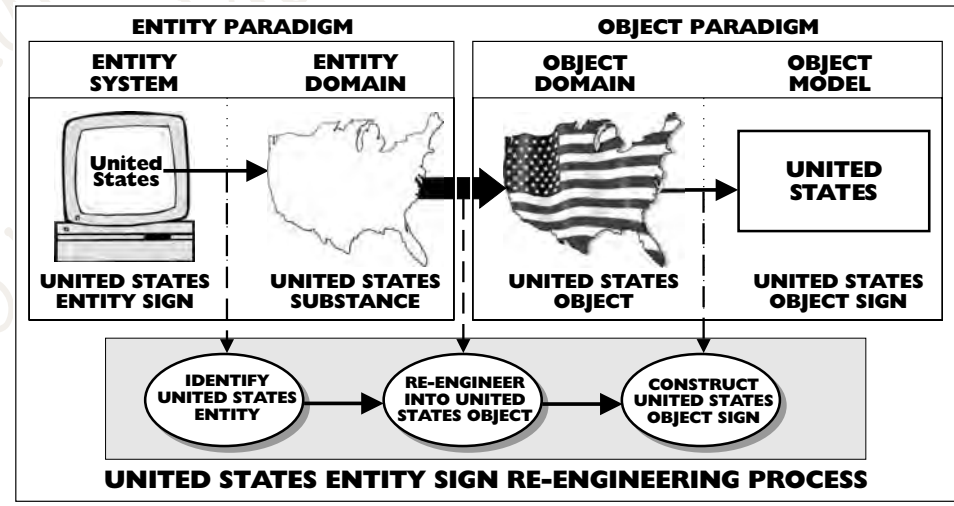 ENTITY PARADIGM
OBJECT PARADIGM
ENTITY
SYSTEM
ENTITY
DOMAIN
OBJECT
DOMAIN
OBJECT
MODEL
United
States
UNITED
STATES
UNITED STATES
ENTITY SIGN
UNITED STATES
SUBSTANCE
UNITED STATES
OBJECT
UNITED STATES
OBJECT SIGN
IDENTIFY
UNITED STATES
ENTITY
RE-ENGINEER
INTO UNITED
STATES OBJECT
CONSTRUCT
UNITED STATES
OBJECT SIGN
UNITED STATES ENTITY SIGN RE-ENGINEERING PROCESS